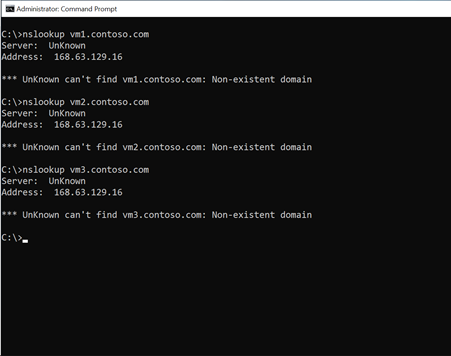 Administrator: Command Prompt
C:\>nslookup vm1.contoso.com
Server:  UnKnown
Address:  168.63.129.16
*** UnKnown can't find vm1.contoso.com: Non-existent domain
C:\>nslookup vm2.contoso.com
Server:  UnKnown
Address:  168.63.129.16
*** UnKnown can't find vm2.contoso.com: Non-existent domain
C:\>nslookup vm3.contoso.com
Server:  UnKnown
Address:  168.63.129.16
*** UnKnown can't find vm3.contoso.com: Non-existent domain
C:\>